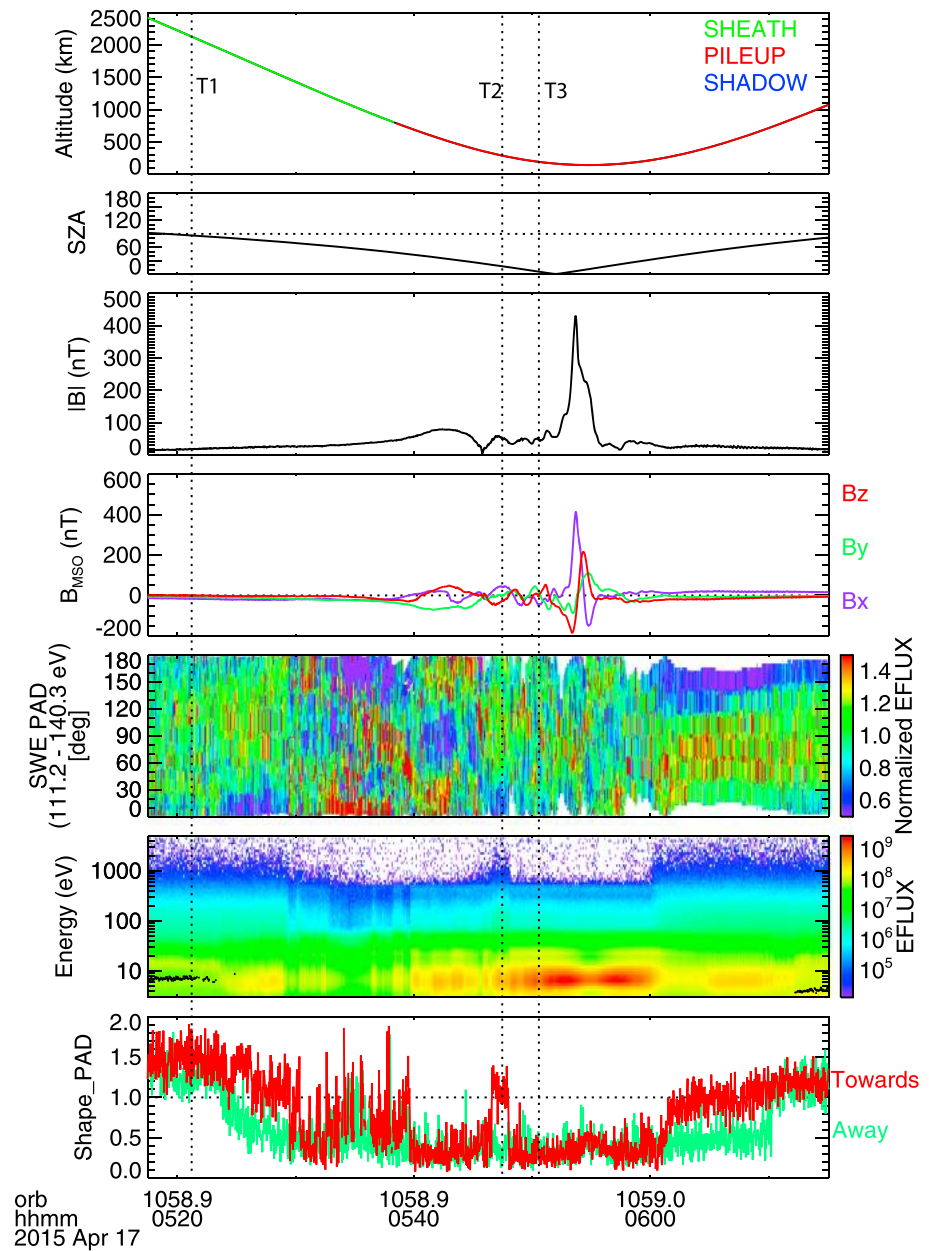 2500
2000
1500
1000
500
0
Altitude (km)
SHEATH
PILEUP
SHADOW
T1
T2
T3
180
120
60
0
SZA
500
400
300
200
100
0
|B| (nT)
600
400
200
0
-200
B_MSO (nT)
Bz
By
Bx
180
150
120
90
60
30
0
SWE PAD
(111.2 - 140.3 eV)
[deg]
1.4
1.2
1.0
0.8
0.6
Normalized EFLUX
1000
100
10
Energy (eV)
10^9
10^8
10^7
10^6
10^5
EFLUX
2.0
1.5
1.0
0.5
0.0
Shape_PAD
Towards
Away
orb 1058.9 1058.9 1059.0
hhmm 0520 0540 0600
2015 Apr 17